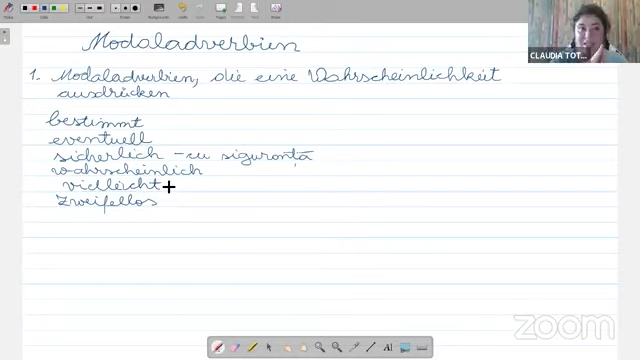 Modaladverbien
1. Modaladverbien, die eine Wahrscheinlichkeit
ausdrücken
bestimmt
eventuell
sicherlich - cu siguranță
wahrscheinlich
vielleicht
zweifellos
CLAUDIA TOT...
zoom